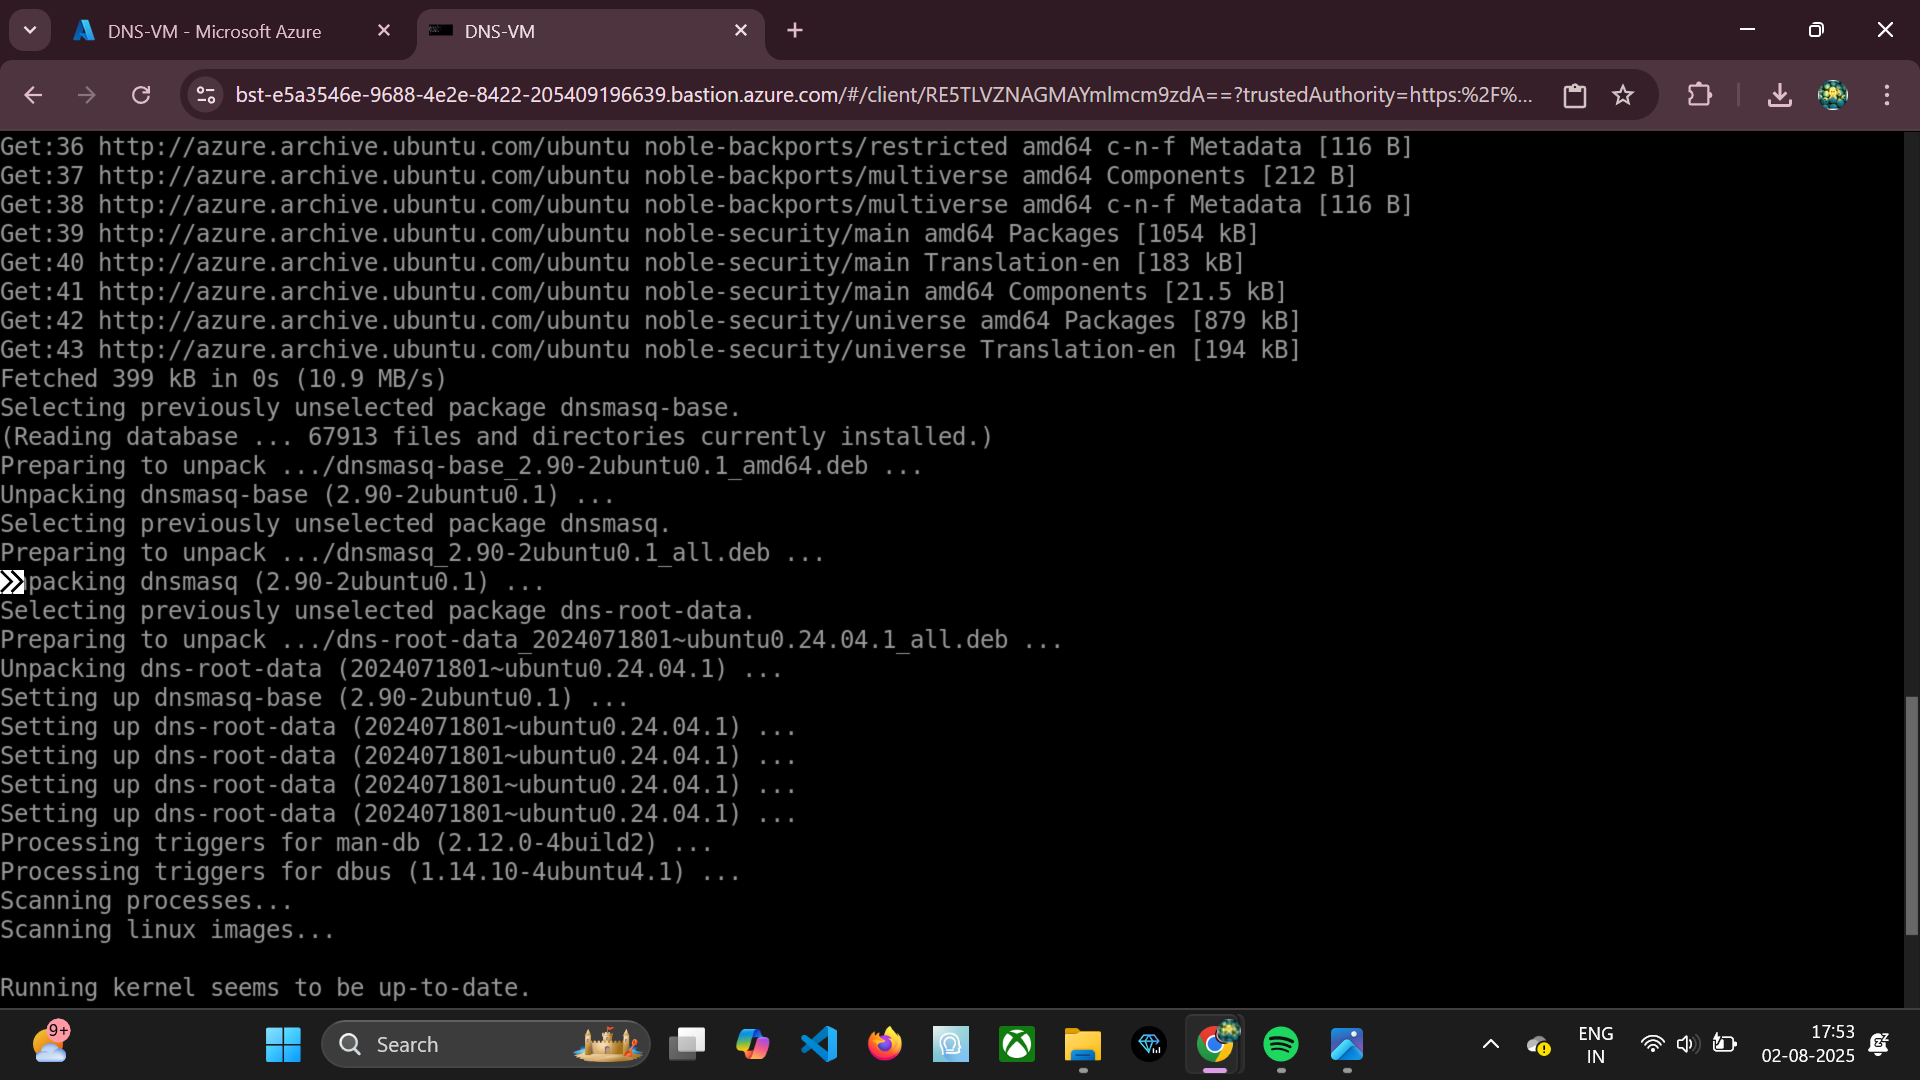 DNS-VM - Microsoft Azure
DNS-VM
bst-e5a3546e-9688-4e2e-8422-205409196639.bastion.azure.com/#/client/RE5TLVZNAGMAYmlmcm9zdA==?trustedAuthority=https:%2F%...
Get:36 http://azure.archive.ubuntu.com/ubuntu noble-backports/restricted amd64 c-n-f Metadata [116 B]
Get:37 http://azure.archive.ubuntu.com/ubuntu noble-backports/multiverse amd64 Components [212 B]
Get:38 http://azure.archive.ubuntu.com/ubuntu noble-backports/multiverse amd64 c-n-f Metadata [116 B]
Get:39 http://azure.archive.ubuntu.com/ubuntu noble-security/main amd64 Packages [1054 kB]
Get:40 http://azure.archive.ubuntu.com/ubuntu noble-security/main Translation-en [183 kB]
Get:41 http://azure.archive.ubuntu.com/ubuntu noble-security/main amd64 Components [21.5 kB]
Get:42 http://azure.archive.ubuntu.com/ubuntu noble-security/universe amd64 Packages [879 kB]
Get:43 http://azure.archive.ubuntu.com/ubuntu noble-security/universe Translation-en [194 kB]
Fetched 399 kB in 0s (10.9 MB/s)
Selecting previously unselected package dnsmasq-base.
(Reading database ... 67913 files and directories currently installed.)
Preparing to unpack .../dnsmasq-base_2.90-2ubuntu0.1_amd64.deb ...
Unpacking dnsmasq-base (2.90-2ubuntu0.1) ...
Selecting previously unselected package dnsmasq.
Preparing to unpack .../dnsmasq_2.90-2ubuntu0.1_all.deb ...
packing dnsmasq (2.90-2ubuntu0.1) ...
Selecting previously unselected package dns-root-data.
Preparing to unpack .../dns-root-data_2024071801~ubuntu0.24.04.1_all.deb ...
Unpacking dns-root-data (2024071801~ubuntu0.24.04.1) ...
Setting up dnsmasq-base (2.90-2ubuntu0.1) ...
Setting up dns-root-data (2024071801~ubuntu0.24.04.1) ...
Setting up dns-root-data (2024071801~ubuntu0.24.04.1) ...
Setting up dns-root-data (2024071801~ubuntu0.24.04.1) ...
Setting up dns-root-data (2024071801~ubuntu0.24.04.1) ...
Processing triggers for man-db (2.12.0-4build2) ...
Processing triggers for dbus (1.14.10-4ubuntu4.1) ...
Scanning processes...
Scanning linux images...
Running kernel seems to be up-to-date.
9+
Search
ENG
IN
17:53
02-08-2025